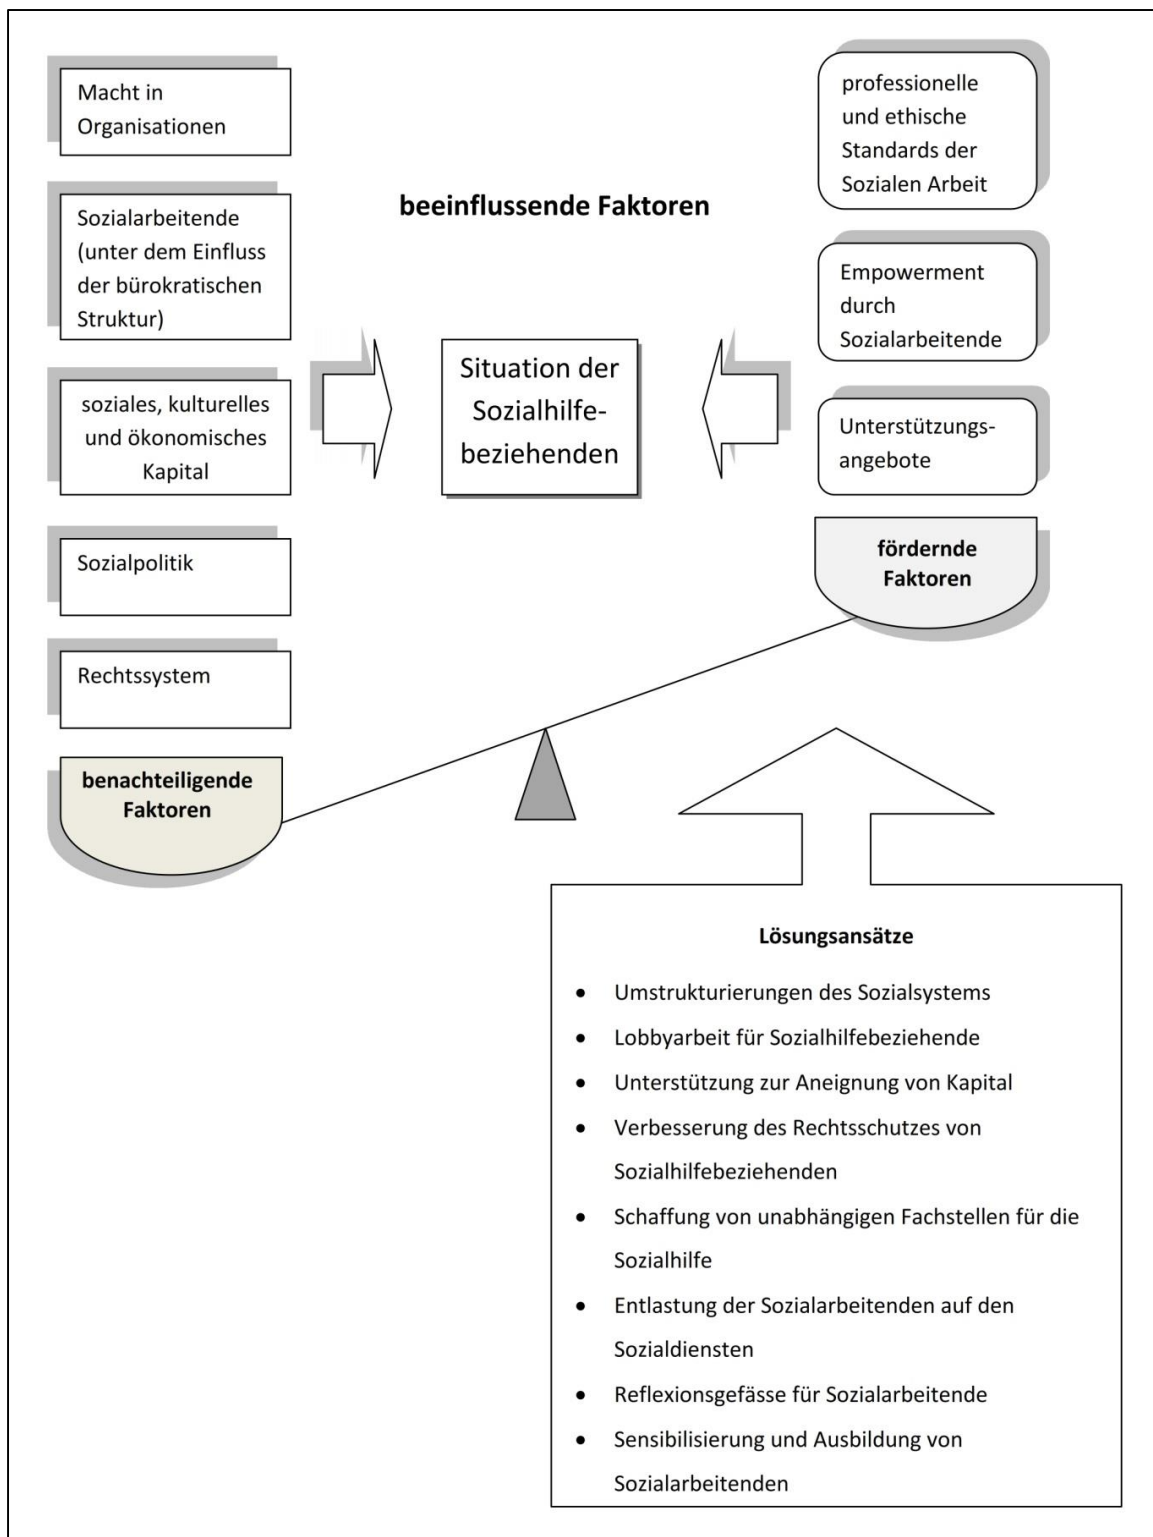 Macht in
Organisationen
Sozialarbeitende
(unter dem Einfluss
der bürokratischen
Struktur)
soziales, kulturelles
und ökonomisches
Kapital
Sozialpolitik
Rechtssystem
benachteiligende
Faktoren
beeinflussende Faktoren
Situation der
Sozialhilfe-
beziehenden
professionelle
und ethische
Standards der
Sozialen Arbeit
Empowerment
durch
Sozialarbeitende
Unterstützungs-
angebote
fördernde
Faktoren
Lösungsansätze
• Umstrukturierungen des Sozialsystems
• Lobbyarbeit für Sozialhilfebeziehende
• Unterstützung zur Aneignung von Kapital
• Verbesserung des Rechtsschutzes von
Sozialhilfebeziehenden
• Schaffung von unabhängigen Fachstellen für die
Sozialhilfe
• Entlastung der Sozialarbeitenden auf den
Sozialdiensten
• Reflexionsgefässe für Sozialarbeitende
• Sensibilisierung und Ausbildung von
Sozialarbeitenden